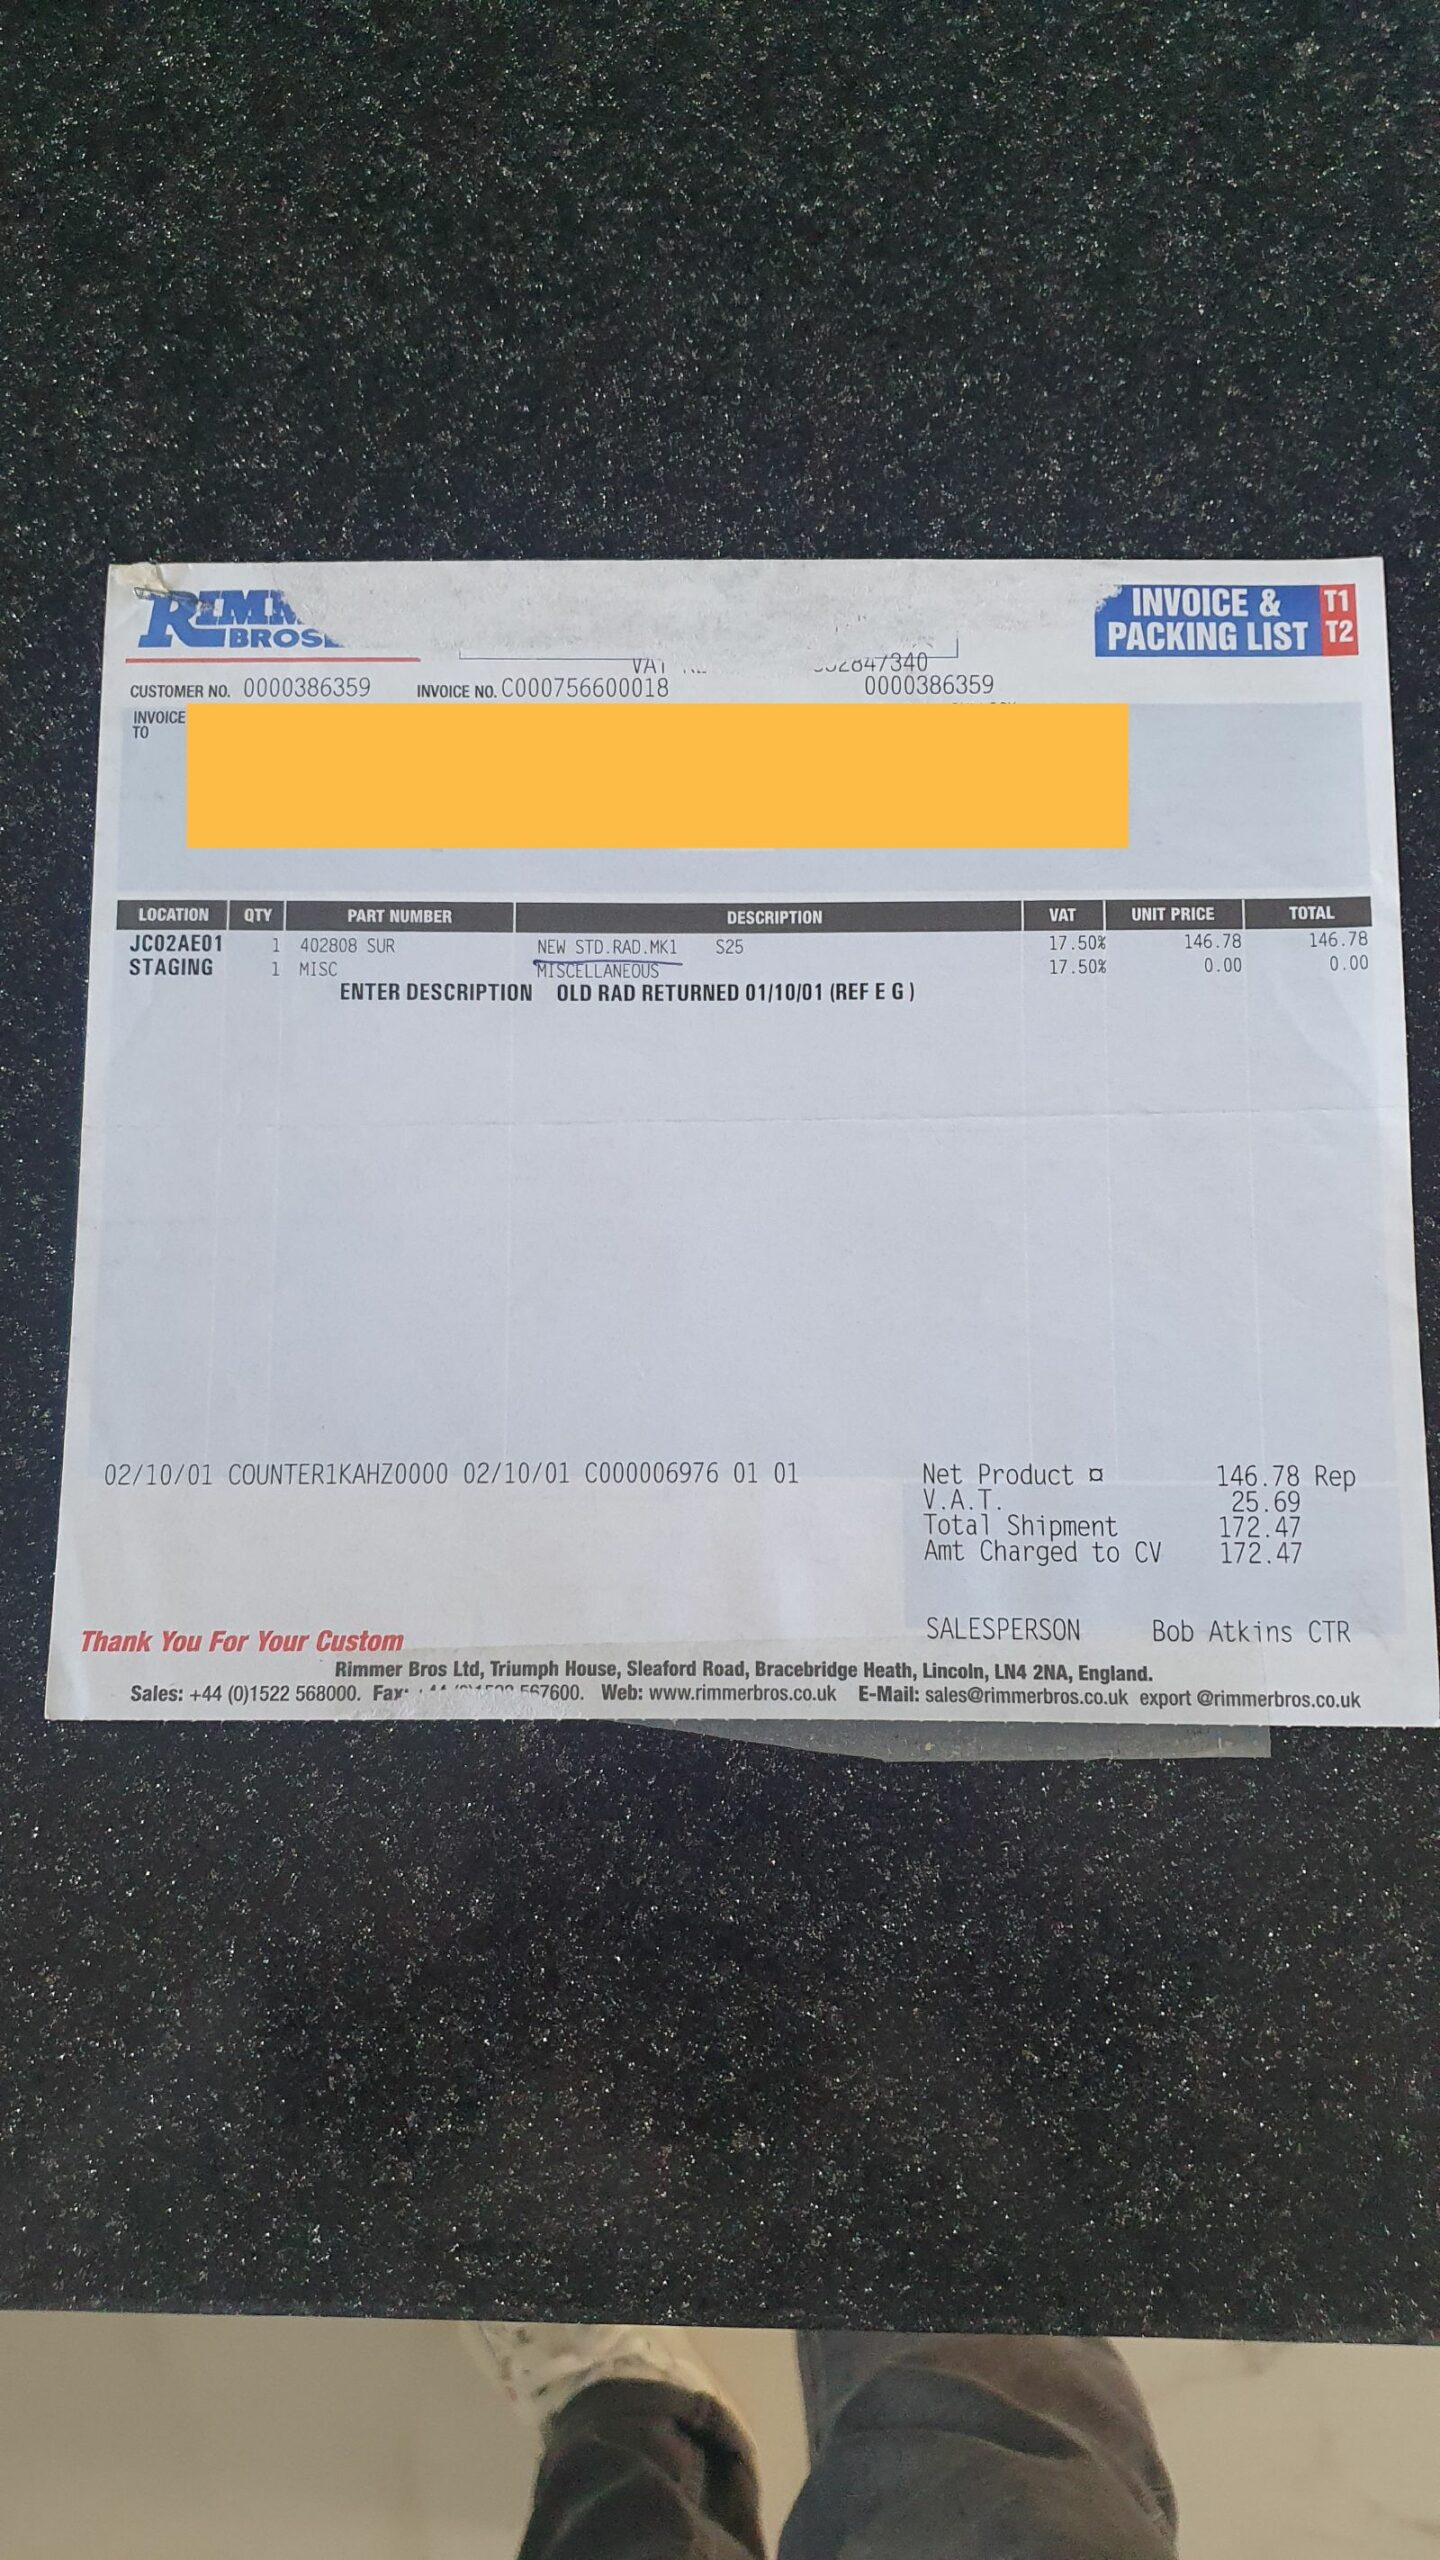 BROS
INVOICE & PACKING LIST T1 T2
VAT
CUSTOMER NO. 0000386359 INVOICE NO. C000756600018 0000386359
INVOICE TO
LOCATION QTY PART NUMBER DESCRIPTION VAT UNIT PRICE TOTAL
JC02AE01 1 402808 SUR NEW STD.RAD.MK1 S25 17.50% 146.78 146.78
STAGING 1 MISC MISCELLANEOUS 17.50% 0.00 0.00
ENTER DESCRIPTION OLD RAD RETURNED 01/10/01 (REF E G )
02/10/01 COUNTER1KAHZ0000 02/10/01 C000006976 01 01
Net Product ¤ 146.78 Rep
V.A.T. 25.69
Total Shipment 172.47
Amt Charged to CV 172.47
SALESPERSON Bob Atkins CTR
Thank You For Your Custom
Rimmer Bros Ltd, Triumph House, Sleaford Road, Bracebridge Heath, Lincoln, LN4 2NA, England.
Sales: +44 (0)1522 568000. Fax: 567600. Web: www.rimmerbros.co.uk E-Mail: sales@rimmerbros.co.uk export @rimmerbros.co.uk